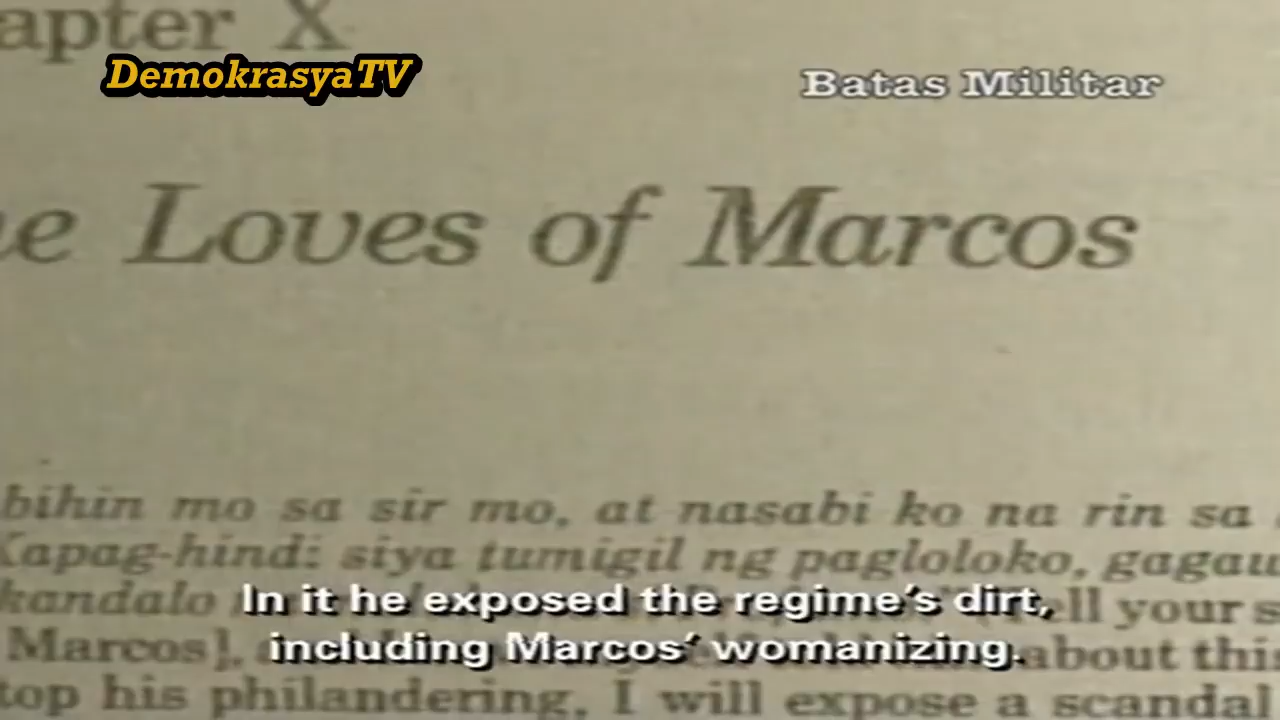 apter X
DemokrasyaTV
Batas Militar
e Loves of Marcos
bihin mo sa sir mo, at nasabi ko na rin sa
Kapag-hindi: siya tumigil ng pagloloko, gagau
kandalo
In it he exposed the regime's dirt,
ell your s
Marcos],
including Marcos' womanizing.
about this
top his philandering, I will expose a scandal